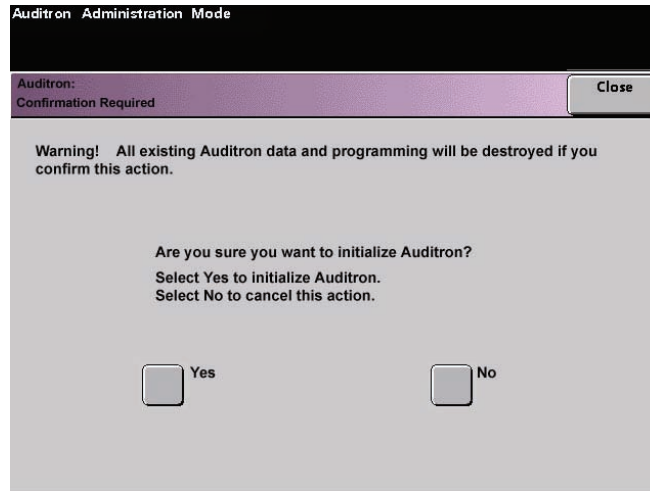 Auditron Administration Mode
Auditron:
Confirmation Required
Close
Warning! All existing Auditron data and programming will be destroyed if you
confirm this action.
Are you sure you want to initialize Auditron?
Select Yes to initialize Auditron.
Select No to cancel this action.
Yes
No